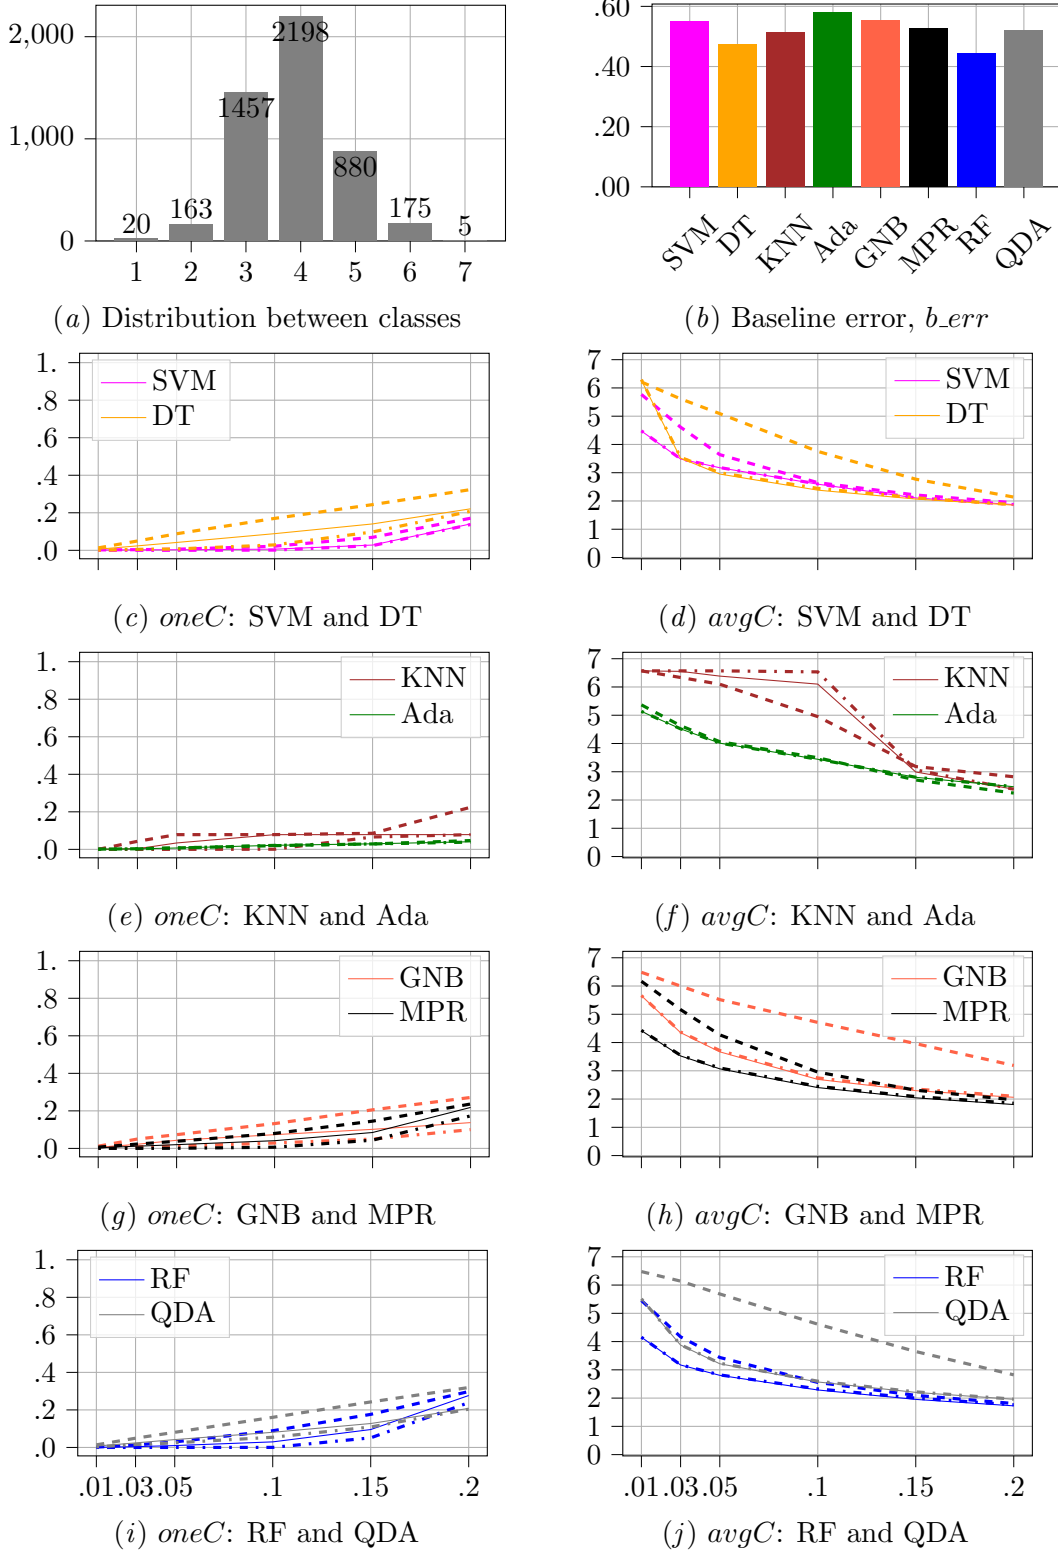 2,000
1,000
0
20
163
1457
2198
880
175
5
1 2 3 4 5 6 7
(a) Distribution between classes
.60
.40
.20
.00
SVM DT KNN Ada GNB MPR RF QDA
(b) Baseline error, b_err
1.
.8
.6
.4
.2
.0
SVM
DT
(c) oneC: SVM and DT
7
6
5
4
3
2
1
0
SVM
DT
(d) avgC: SVM and DT
1.
.8
.6
.4
.2
.0
KNN
Ada
(e) oneC: KNN and Ada
7
6
5
4
3
2
1
0
KNN
Ada
(f) avgC: KNN and Ada
1.
.8
.6
.4
.2
.0
GNB
MPR
(g) oneC: GNB and MPR
7
6
5
4
3
2
1
0
GNB
MPR
(h) avgC: GNB and MPR
1.
.8
.6
.4
.2
.0
RF
QDA
.01 .03 .05 .1 .15 .2
(i) oneC: RF and QDA
7
6
5
4
3
2
1
0
RF
QDA
.01 .03 .05 .1 .15 .2
(j) avgC: RF and QDA